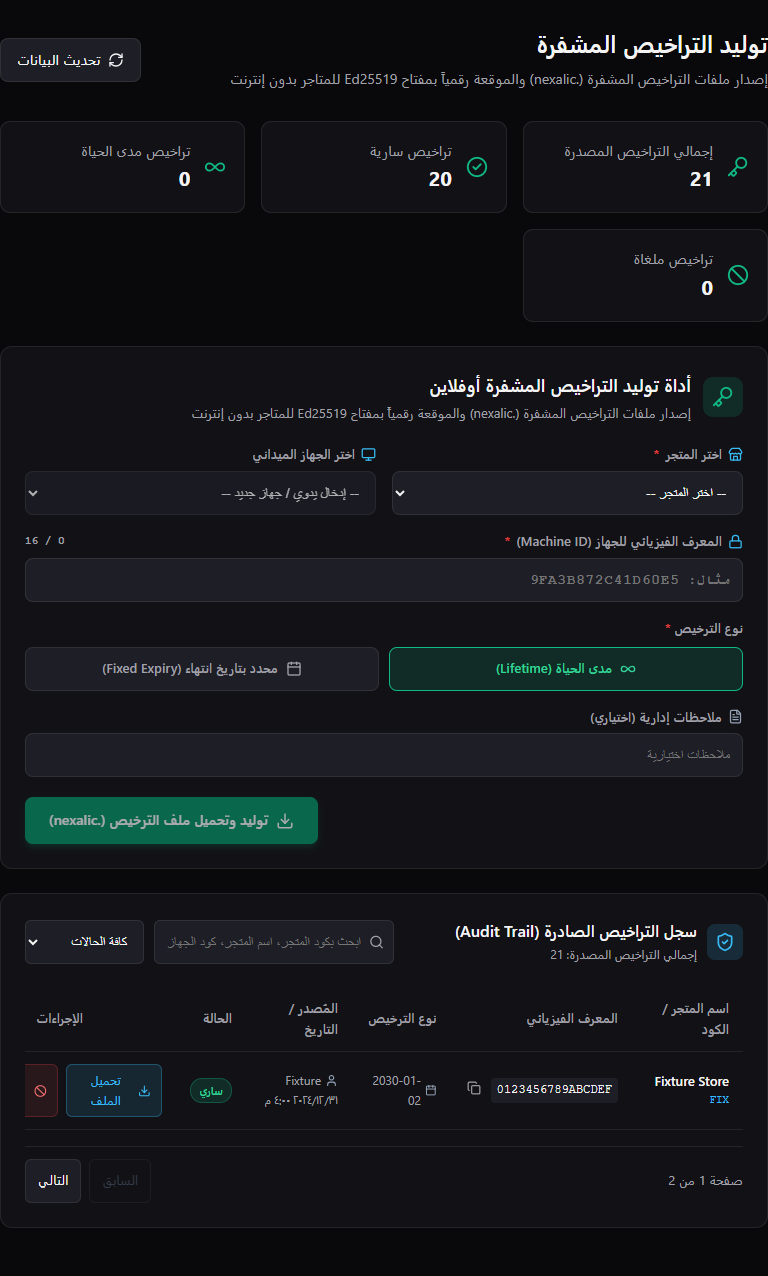 توليد التراخيص المشفرة
إصدار ملفات التراخيص المشفرة (.nexalic) والموقعة رقمياً بمفتاح Ed25519 للمتاجر بدون إنترنت
تحديث البيانات
إجمالي التراخيص المصدرة
21
تراخيص سارية
20
تراخيص مدى الحياة
0
تراخيص ملغاة
0
أداة توليد التراخيص المشفرة أوفلاين
إصدار ملفات التراخيص المشفرة (.nexalic) والموقعة رقمياً بمفتاح Ed25519 للمتاجر بدون إنترنت
اختر المتجر *
-- اختر المتجر --
اختر الجهاز الميداني
-- إدخال يدوي / جهاز جديد --
المعرف الفيزيائي للجهاز (Machine ID) *
16 / 0
مثال: 9FA3B872C41D60E5
نوع الترخيص *
مدى الحياة (Lifetime)
محدد بتاريخ انتهاء (Fixed Expiry)
ملاحظات إدارية (اختياري)
ملاحظات اختيارية
توليد وتحميل ملف الترخيص (.nexalic)
سجل التراخيص الصادرة (Audit Trail)
إجمالي التراخيص المصدرة: 21
ابحث بكود المتجر، اسم المتجر، كود الجهاز
كافة الحالات
اسم المتجر /
الكود
المعرف الفيزيائي
نوع الترخيص
المُصدر /
التاريخ
الحالة
الإجراءات
Fixture Store
FIX
0123456789ABCDEF
2030-01-
02
Fixture
٣١‏/١٢‏/٢٠٢٤ ٤:٠٠ م
ساري
تحميل
الملف
صفحة 1 من 2
السابق
التالي